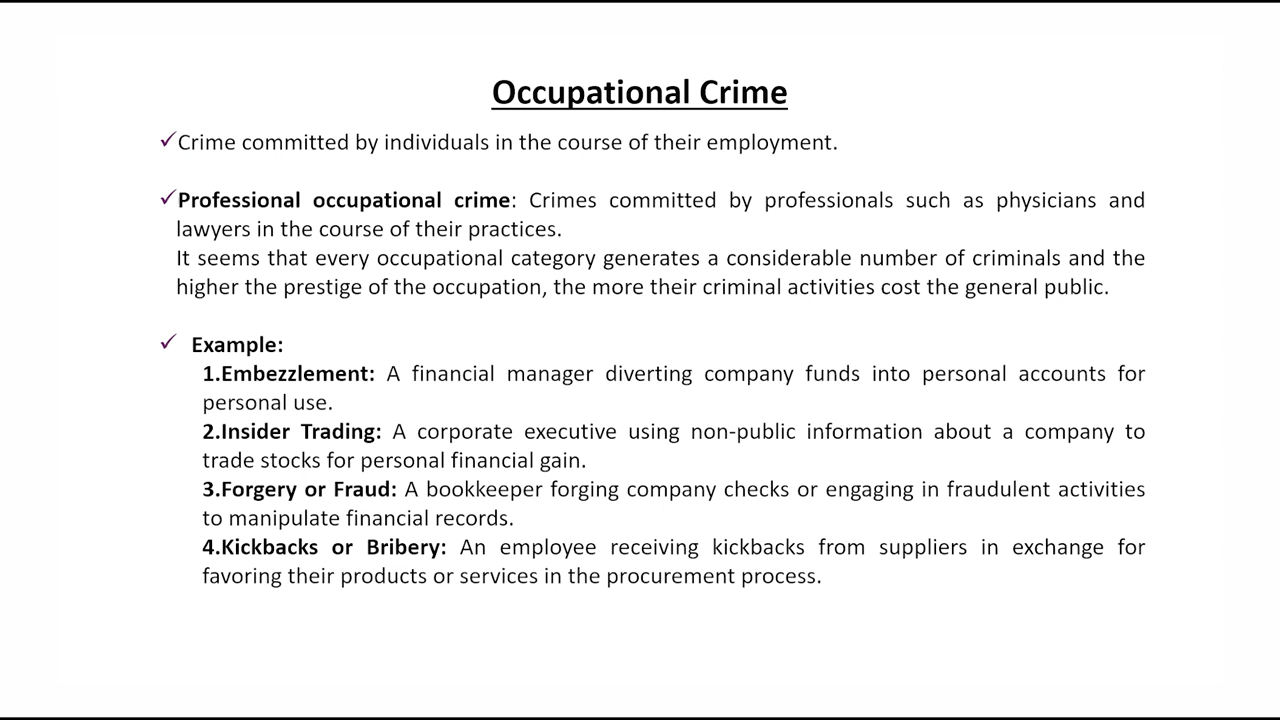 Occupational Crime
✓Crime committed by individuals in the course of their employment.
✓Professional occupational crime: Crimes committed by professionals such as physicians and
lawyers in the course of their practices.
It seems that every occupational category generates a considerable number of criminals and the
higher the prestige of the occupation, the more their criminal activities cost the general public.
✓ Example:
1.Embezzlement: A financial manager diverting company funds into personal accounts for
personal use.
2.Insider Trading: A corporate executive using non-public information about a company to
trade stocks for personal financial gain.
3.Forgery or Fraud: A bookkeeper forging company checks or engaging in fraudulent activities
to manipulate financial records.
4.Kickbacks or Bribery: An employee receiving kickbacks from suppliers in exchange for
favoring their products or services in the procurement process.